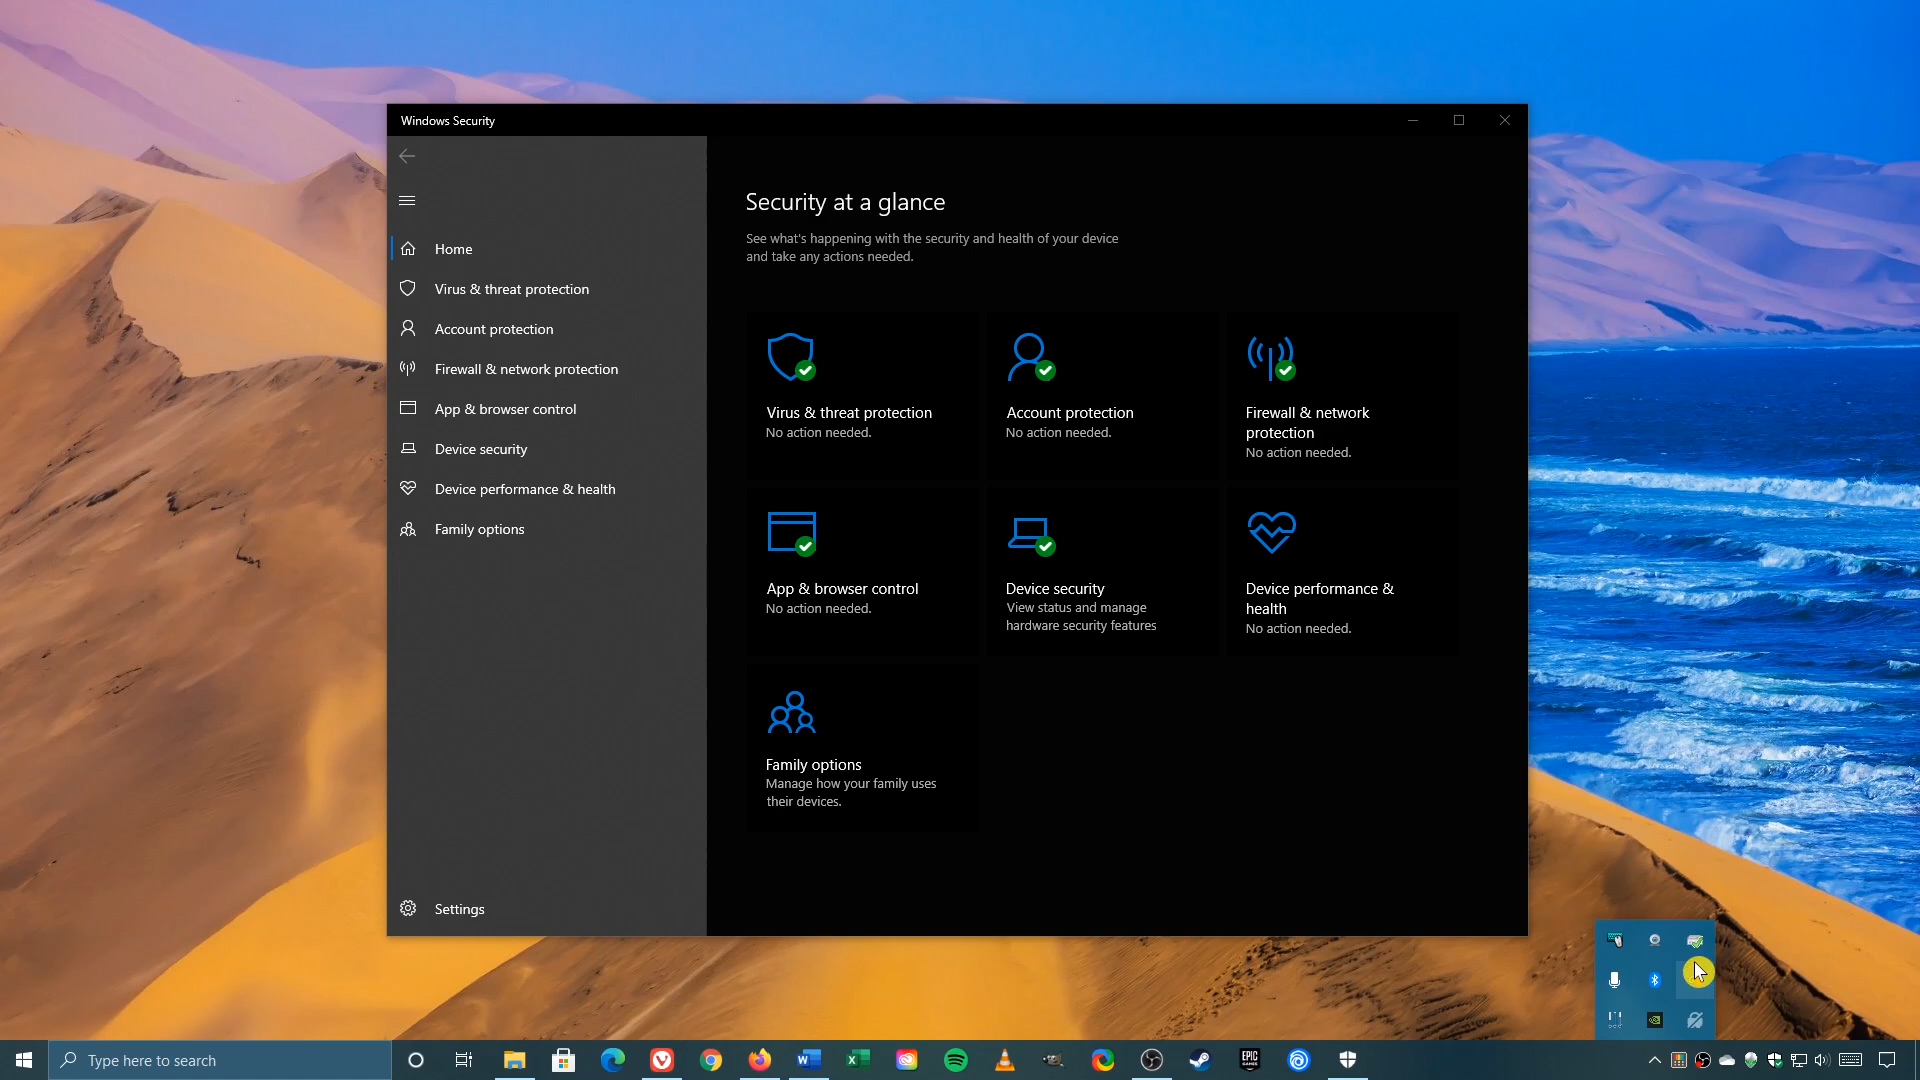 Windows Security
Home
Virus & threat protection
Account protection
Firewall & network protection
App & browser control
Device security
Device performance & health
Family options
Settings
Security at a glance
See what's happening with the security and health of your device
and take any actions needed.
Virus & threat protection
No action needed.
Account protection
No action needed.
Firewall & network
protection
No action needed.
App & browser control
No action needed.
Device security
View status and manage
hardware security features
Device performance &
health
No action needed.
Family options
Manage how your family uses
their devices.
Type here to search
EPIC
GAMES